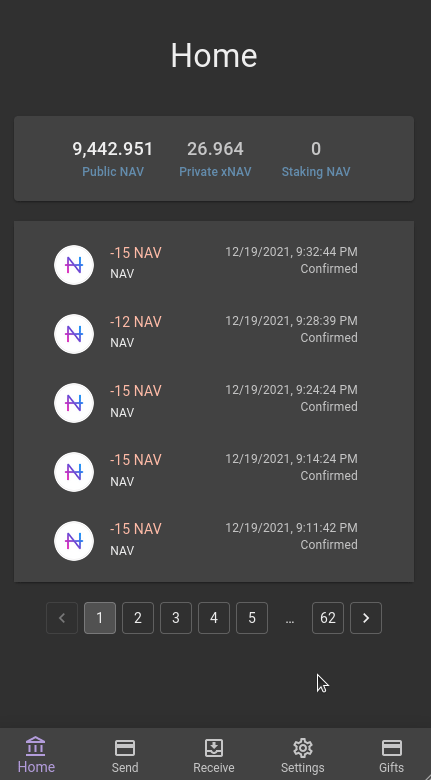 Home
9,442.951 26.964 0
Public NAV Private xNAV Staking NAV
-15 NAV 12/19/2021, 9:32:44 PM
NAV Confirmed
-12 NAV 12/19/2021, 9:28:39 PM
NAV Confirmed
-15 NAV 12/19/2021, 9:24:24 PM
NAV Confirmed
-15 NAV 12/19/2021, 9:14:24 PM
NAV Confirmed
-15 NAV 12/19/2021, 9:11:42 PM
NAV Confirmed
1 2 3 4 5 … 62
Home Send Receive Settings Gifts